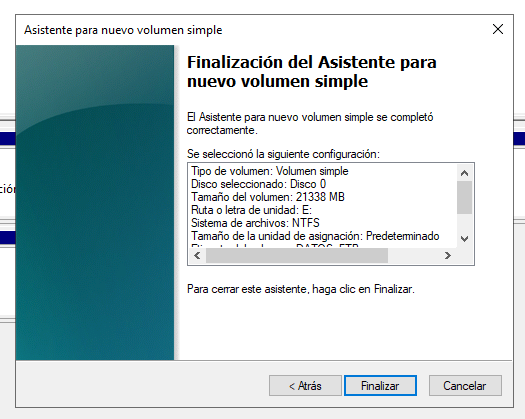 Asistente para nuevo volumen simple
Finalización del Asistente para
nuevo volumen simple
El Asistente para nuevo volumen simple se completó
correctamente.
Se seleccionó la siguiente configuración:
Tipo de volumen: Volumen simple
Disco seleccionado: Disco 0
Tamaño del volumen: 21338 MB
Ruta o letra de unidad: E:
Sistema de archivos: NTFS
Tamaño de la unidad de asignación: Predeterminado
Para cerrar este asistente, haga clic en Finalizar.
< Atrás
Finalizar
Cancelar